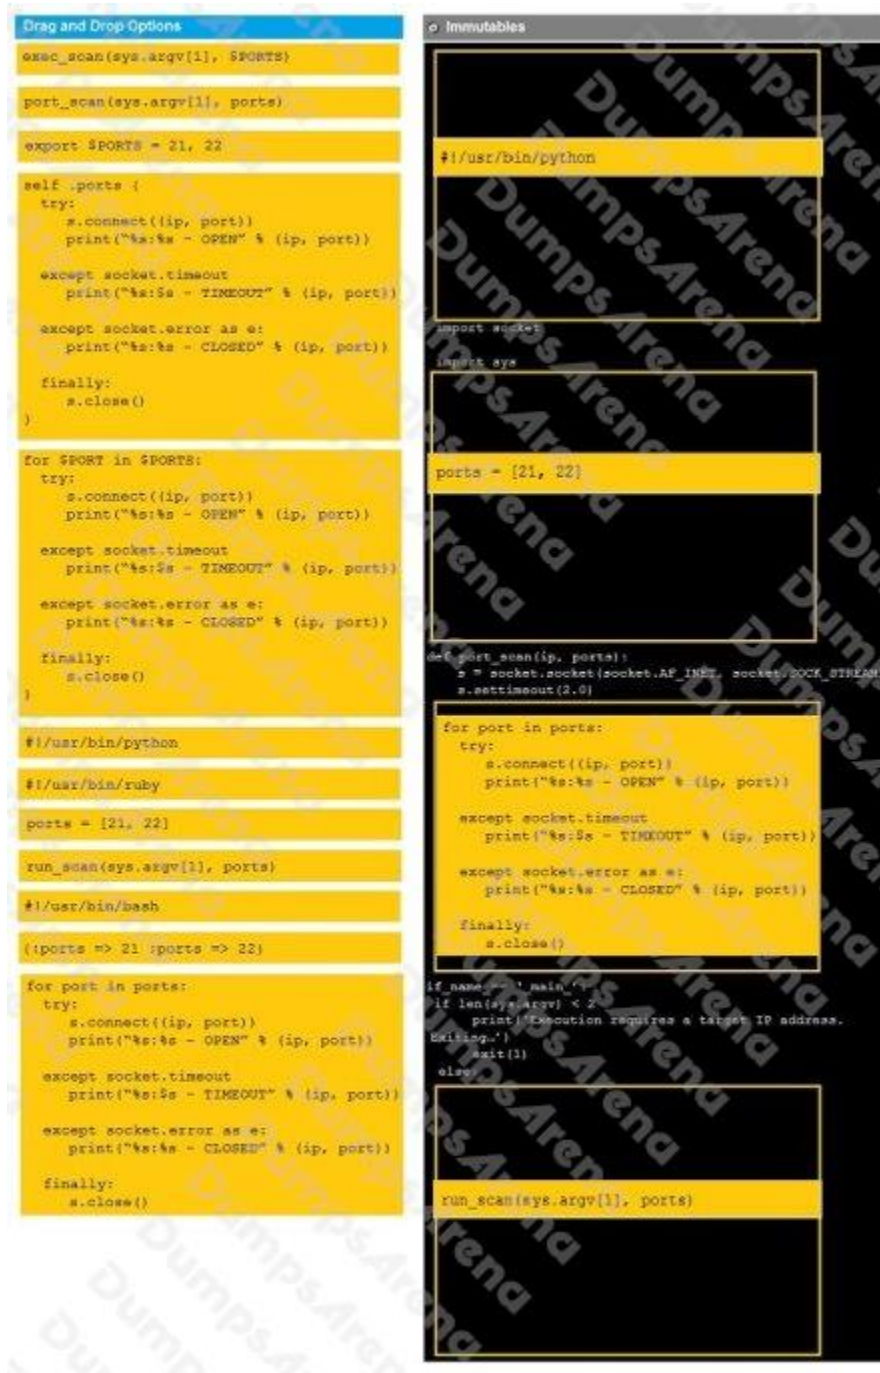 Drag and Drop Options
exec_scan(sys.argv[1], $PORTS)
port_scan(sys.argv[1], ports)
export $PORTS = 21, 22
self .ports {
try:
s.connect((ip, port))
print("%s:%s - OPEN" % (ip, port))
except socket.timeout
print("%s:$s - TIMEOUT" % (ip, port))
except socket.error as e:
print("%s:%s - CLOSED" % (ip, port))
finally:
s.close()
}
for $PORT in $PORTS:
try:
s.connect((ip, port))
print("%s:%s - OPEN" % (ip, port))
except socket.timeout
print("%s:$s - TIMEOUT" % (ip, port))
except socket.error as e:
print("%s:%s - CLOSED" % (ip, port))
finally:
s.close()
}
#!/usr/bin/python
#!/usr/bin/ruby
ports = [21, 22]
run_scan(sys.argv[1], ports)
#!/usr/bin/bash
(:ports => 21 :ports => 22)
for port in ports:
try:
s.connect((ip, port))
print("%s:%s - OPEN" % (ip, port))
except socket.timeout
print("%s:$s - TIMEOUT" % (ip, port))
except socket.error as e:
print("%s:%s - CLOSED" % (ip, port))
finally:
s.close()
Immutables
#!/usr/bin/python
import socket
import sys
ports = [21, 22]
def port_scan(ip, ports):
s = socket.socket(socket.AF_INET, socket.SOCK_STREAM)
s.settimeout(2.0)
for port in ports:
try:
s.connect((ip, port))
print("%s:%s - OPEN" % (ip, port))
except socket.timeout
print("%s:$s - TIMEOUT" % (ip, port))
except socket.error as e:
print("%s:%s - CLOSED" % (ip, port))
finally:
s.close()
if_name
if len(sys.argv) < 2
print('Execution requires a target IP address.
Exiting…')
exit(1)
else:
run_scan(sys.argv[1], ports)
DumpsArena